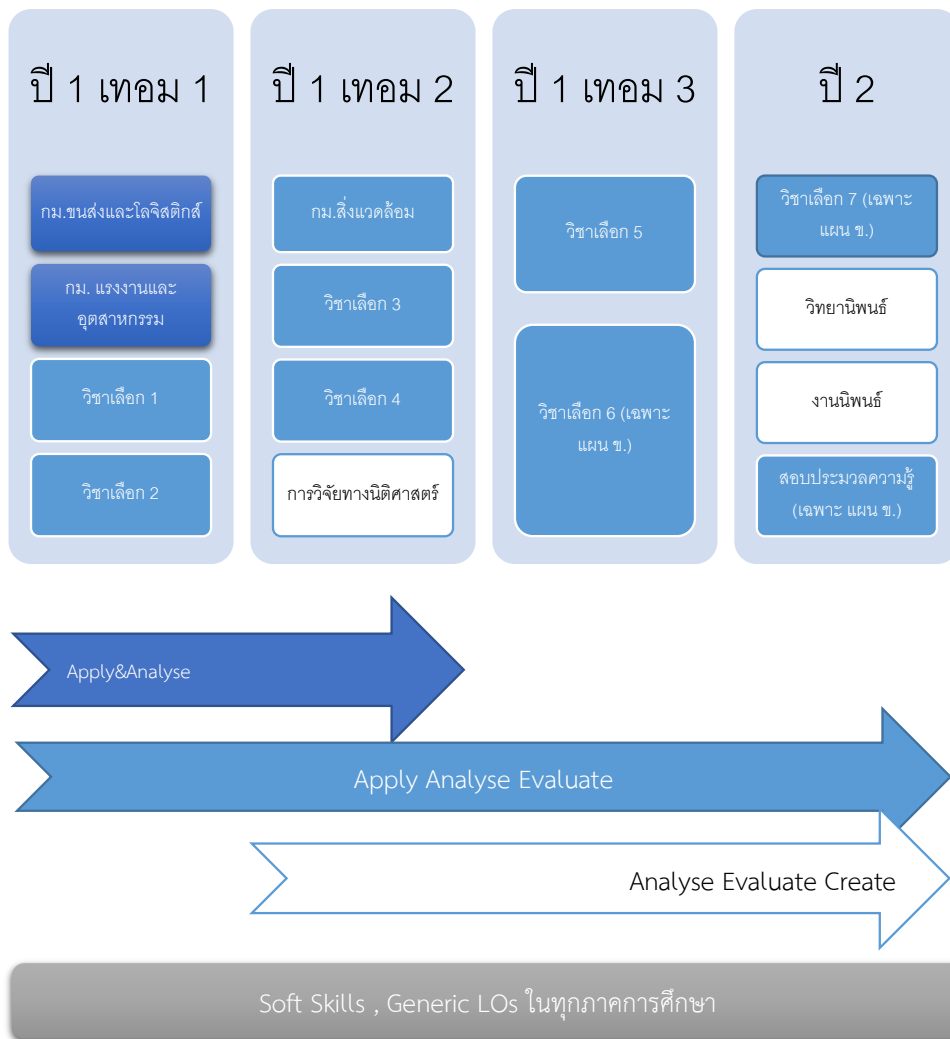 ปี 1 เทอม 1
กม.ขนส่งและโลจิสติกส์
กม. แรงงานและ
อุตสาหกรรม
วิชาเลือก 1
วิชาเลือก 2
ปี 1 เทอม 2
กม.สิ่งแวดล้อม
วิชาเลือก 3
วิชาเลือก 4
การวิจัยทางนิติศาสตร์
ปี 1 เทอม 3
วิชาเลือก 5
วิชาเลือก 6 (เฉพาะ
แผน ข.)
ปี 2
วิชาเลือก 7 (เฉพาะ
แผน ข.)
วิทยานิพนธ์
งานนิพนธ์
สอบประมวลความรู้
(เฉพาะ แผน ข.)
Apply&Analyse
Apply Analyse Evaluate
Analyse Evaluate Create
Soft Skills , Generic LOs ในทุกภาคการศึกษา